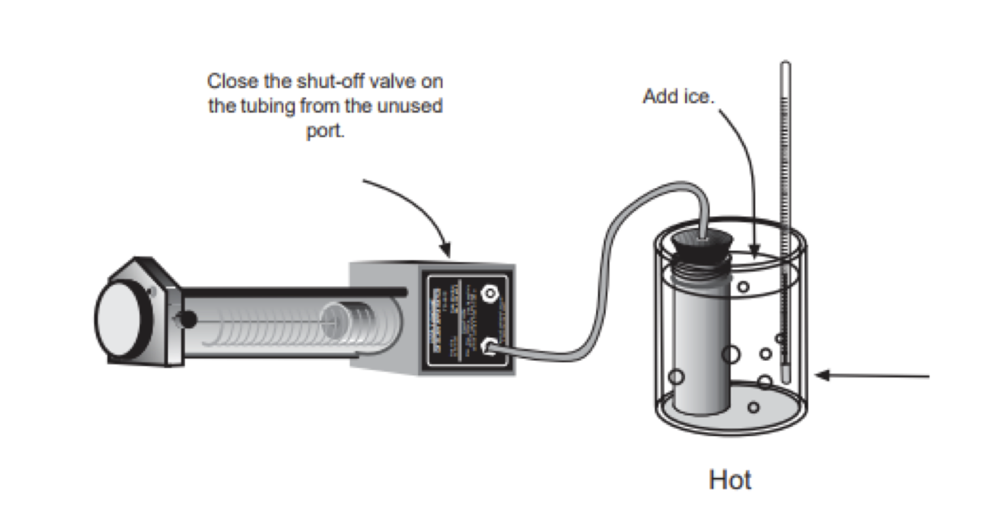 Close the shut-off valve on
the tubing from the unused
port.
Add ice.
Hot